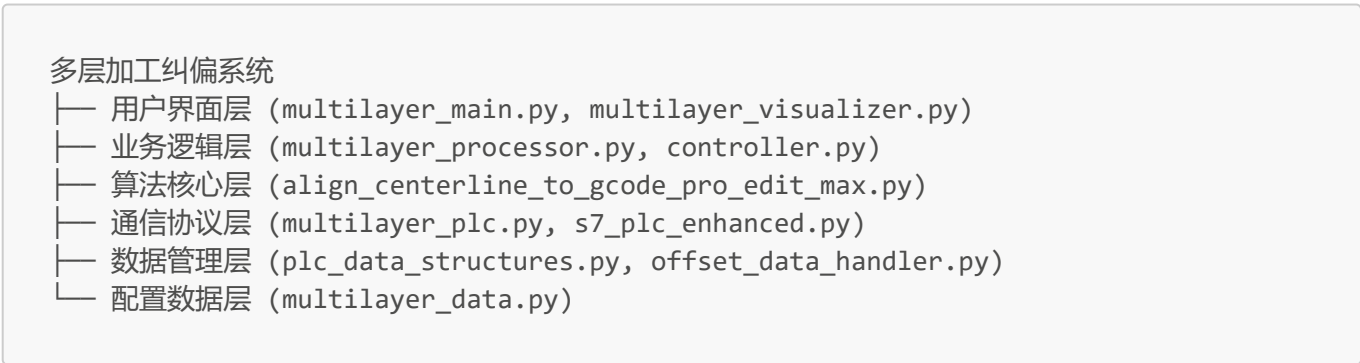 多层加工纠偏系统
├── 用户界面层 (multilayer_main.py, multilayer_visualizer.py)
├── 业务逻辑层 (multilayer_processor.py, controller.py)
├── 算法核心层 (align_centerline_to_gcode_pro_edit_max.py)
├── 通信协议层 (multilayer_plc.py, s7_plc_enhanced.py)
├── 数据管理层 (plc_data_structures.py, offset_data_handler.py)
└── 配置数据层 (multilayer_data.py)